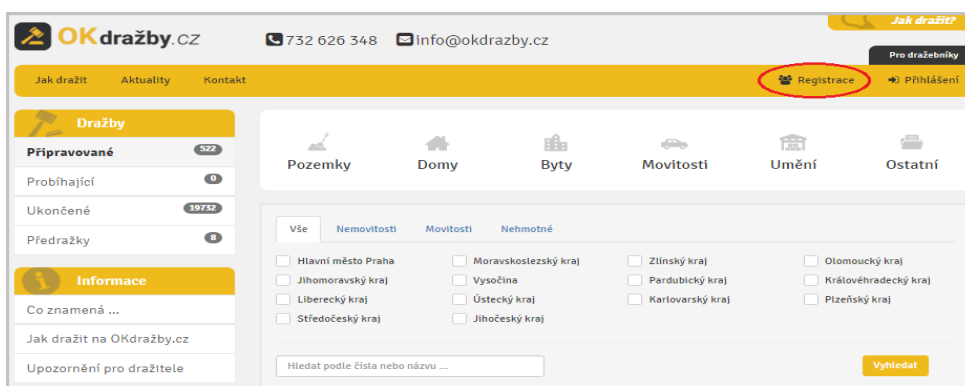 Jak dražit?
OKdražby.cz
732 626 348 info@okdrazby.cz
Pro dražebníky
Jak dražit Aktuality Kontakt Registrace Přihlášení
Dražby
Připravované 522
Probíhající 0
Ukončené 19732
Předražky 8
Informace
Co znamená ...
Jak dražit na OKdražby.cz
Upozornění pro dražitele
Pozemky Domy Byty Movitosti Umění Ostatní
Vše Nemovitosti Movitosti Nehmotné
Hlavní město Praha Moravskoslezský kraj Zlínský kraj Olomoucký kraj
Jihomoravský kraj Vysočina Pardubický kraj Královéhradecký kraj
Liberecký kraj Ústecký kraj Karlovarský kraj Plzeňský kraj
Středočeský kraj Jihočeský kraj
Hledat podle čísla nebo názvu ... Vyhledat